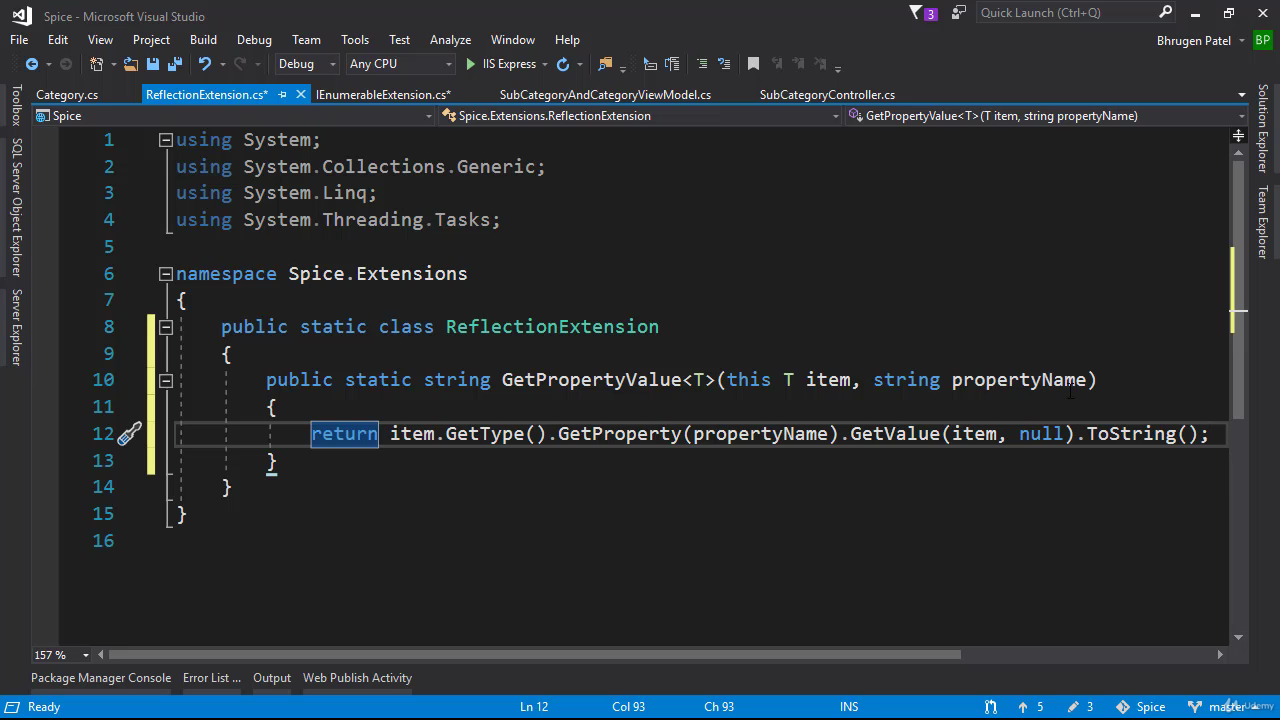 Spice - Microsoft Visual Studio
3
Quick Launch (Ctrl+Q)
File Edit View Project Build Debug Team Tools Test Analyze Window Help
Bhrugen Patel BP
Debug Any CPU IIS Express
Category.cs ReflectionExtension.cs* IEnumerableExtension.cs* SubCategoryAndCategoryViewModel.cs SubCategoryController.cs
Spice Spice.Extensions.ReflectionExtension GetPropertyValue<T>(T item, string propertyName)
Toolbox
SQL Server Object Explorer
Server Explorer
Solution Explorer
Team Explorer
1 using System;
2 using System.Collections.Generic;
3 using System.Linq;
4 using System.Threading.Tasks;
5
6 namespace Spice.Extensions
7 {
8 public static class ReflectionExtension
9 {
10 public static string GetPropertyValue<T>(this T item, string propertyName)
11 {
12 return item.GetType().GetProperty(propertyName).GetValue(item, null).ToString();
13 }
14 }
15 }
16
157 %
Package Manager Console Error List ... Output Web Publish Activity
Ready Ln 12 Col 93 Ch 93 INS 5 3 Spice master
Udemy